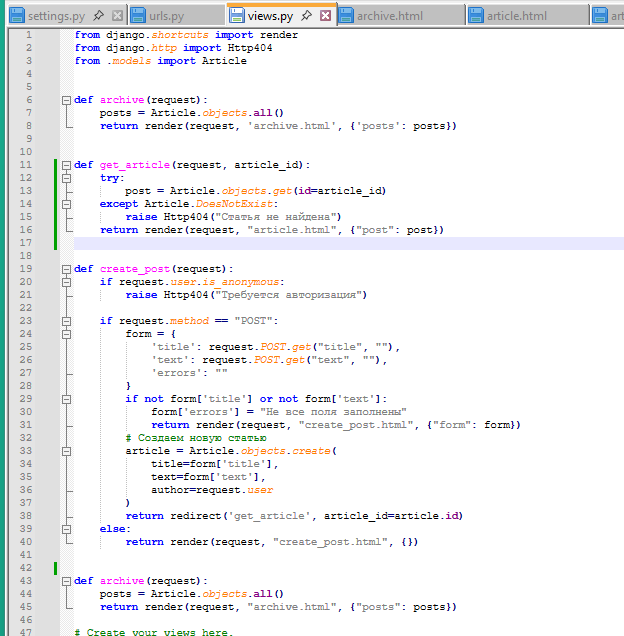 settings.py urls.py views.py archive.html article.html
1 from django.shortcuts import render
2 from django.http import Http404
3 from .models import Article
4
5
6 def archive(request):
7     posts = Article.objects.all()
8     return render(request, 'archive.html', {'posts': posts})
9
10
11 def get_article(request, article_id):
12     try:
13         post = Article.objects.get(id=article_id)
14     except Article.DoesNotExist:
15         raise Http404("Статья не найдена")
16     return render(request, "article.html", {"post": post})
17
18
19 def create_post(request):
20     if request.user.is_anonymous:
21         raise Http404("Требуется авторизация")
22
23     if request.method == "POST":
24         form = {
25             'title': request.POST.get("title", ""),
26             'text': request.POST.get("text", ""),
27             'errors': ""
28         }
29         if not form['title'] or not form['text']:
30             form['errors'] = "Не все поля заполнены"
31             return render(request, "create_post.html", {"form": form})
32         # Создаем новую статью
33         article = Article.objects.create(
34             title=form['title'],
35             text=form['text'],
36             author=request.user
37         )
38         return redirect('get_article', article_id=article.id)
39     else:
40         return render(request, "create_post.html", {})
41
42
43 def archive(request):
44     posts = Article.objects.all()
45     return render(request, "archive.html", {"posts": posts})
46
47 # Create your views here.